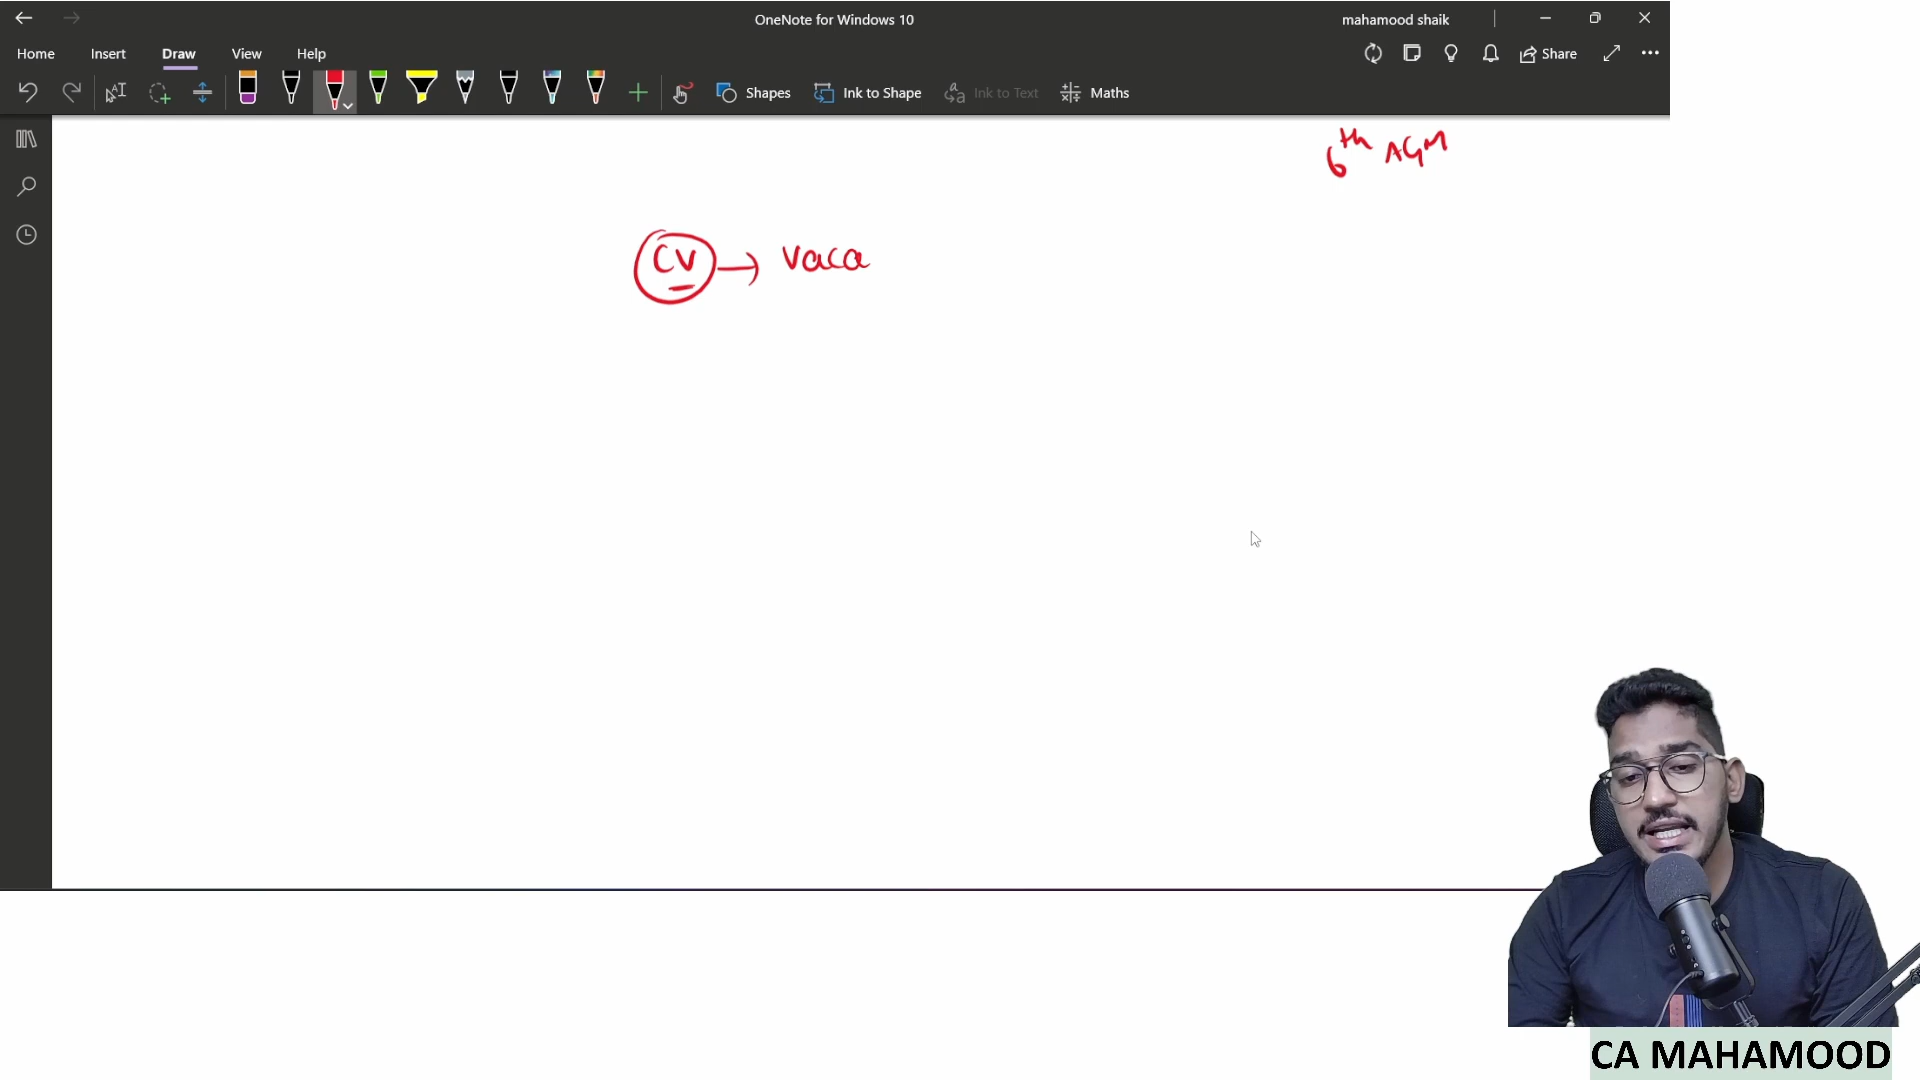 OneNote for Windows 10
mahamood shaik
Home Insert Draw View Help
Share
Shapes Ink to Shape Ink to Text Maths
6th AGM
CV → vaca
CA MAHAMOOD